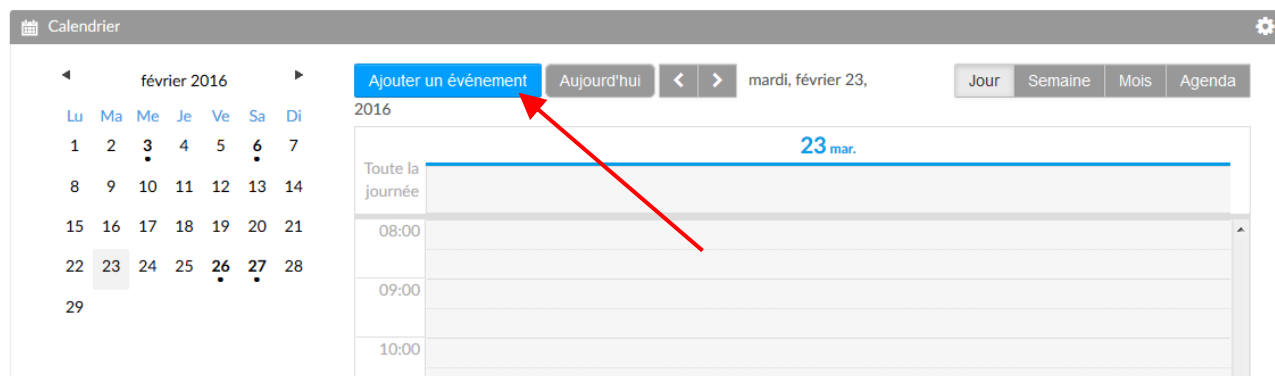 Calendrier
février 2016
Lu Ma Me Je Ve Sa Di
1 2 3 4 5 6 7
8 9 10 11 12 13 14
15 16 17 18 19 20 21
22 23 24 25 26 27 28
29
Ajouter un événement Aujourd'hui mardi, février 23,
2016
Jour Semaine Mois Agenda
23 mar.
Toute la
journée
08:00
09:00
10:00